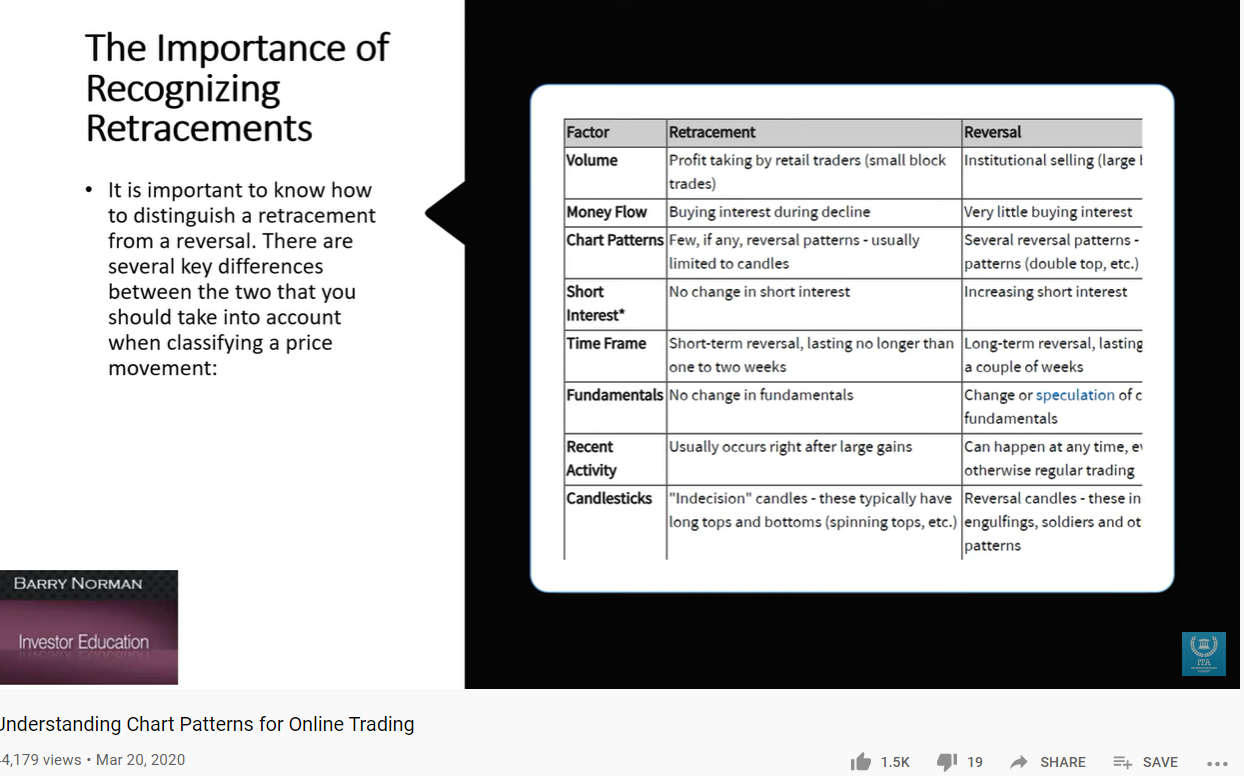 The Importance of
Recognizing
Retracements
• It is important to know how
to distinguish a retracement
from a reversal. There are
several key differences
between the two that you
should take into account
when classifying a price
movement:
Factor Retracement Reversal
Volume Profit taking by retail traders (small block Institutional selling (large
trades)
Money Flow Buying interest during decline Very little buying interest
Chart Patterns Few, if any, reversal patterns - usually Several reversal patterns -
limited to candles patterns (double top, etc.)
Short No change in short interest Increasing short interest
Interest*
Time Frame Short-term reversal, lasting no longer than Long-term reversal, lasting
one to two weeks a couple of weeks
Fundamentals No change in fundamentals Change or speculation of
fundamentals
Recent Usually occurs right after large gains Can happen at any time,
Activity otherwise regular trading
Candlesticks "Indecision" candles - these typically have Reversal candles - these
long tops and bottoms (spinning tops, etc.) engulfings, soldiers and
patterns
BARRY NORMAN
Investor Education
ITA
Understanding Chart Patterns for Online Trading
4,179 views • Mar 20, 2020
1.5K 19 SHARE SAVE